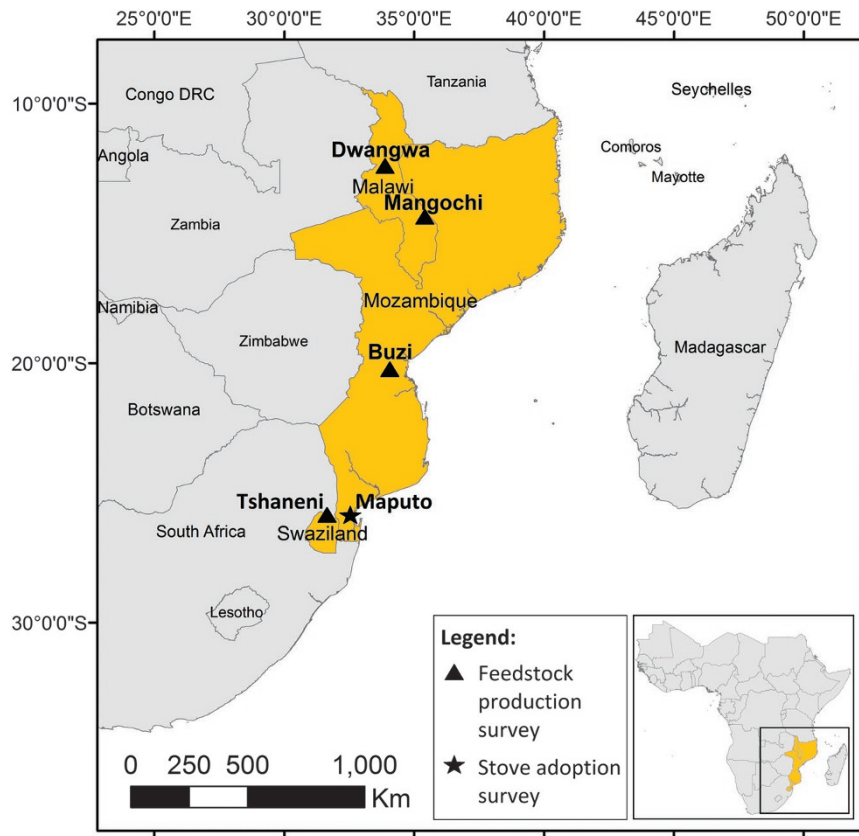 25°0'0"E 30°0'0"E 35°0'0"E 40°0'0"E 45°0'0"E 50°0'0"E
Tanzania
Congo DRC
Seychelles
10°0'0"S
Angola
Dwangwa
Comoros
Malawi
Mayotte
Mangochi
Zambia
Mozambique
Namibia
Zimbabwe
Buzi
Madagascar
20°0'0"S
Botswana
Tshaneni Maputo
South Africa
Swaziland
Lesotho
30°0'0"S
Legend:
Feedstock
production
survey
Stove adoption
survey
0 250 500 1,000
Km